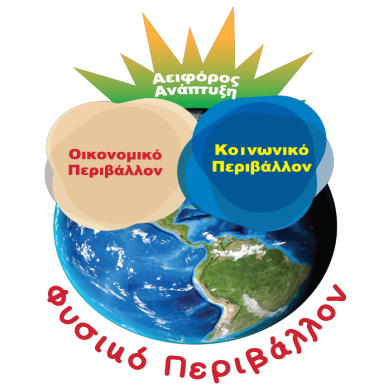 Αειφόρος
Ανάπτυξη
Οικονομικό
Περιβάλλον
Κοινωνικό
Περιβάλλον
Φυσικό Περιβάλλον